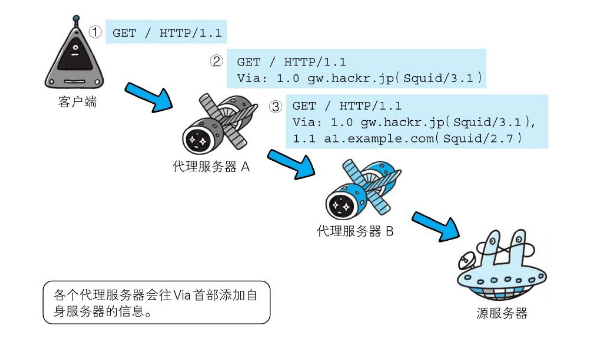 ① GET / HTTP/1.1
② GET / HTTP/1.1
Via: 1.0 gw.hackr.jp(Squid/3.1)
客户端
③ GET / HTTP/1.1
Via: 1.0 gw.hackr.jp(Squid/3.1),
1.1 a1.example.com(Squid/2.7)
代理服务器 A
代理服务器 B
各个代理服务器会往Via 首部添加自
身服务器的信息。
源服务器